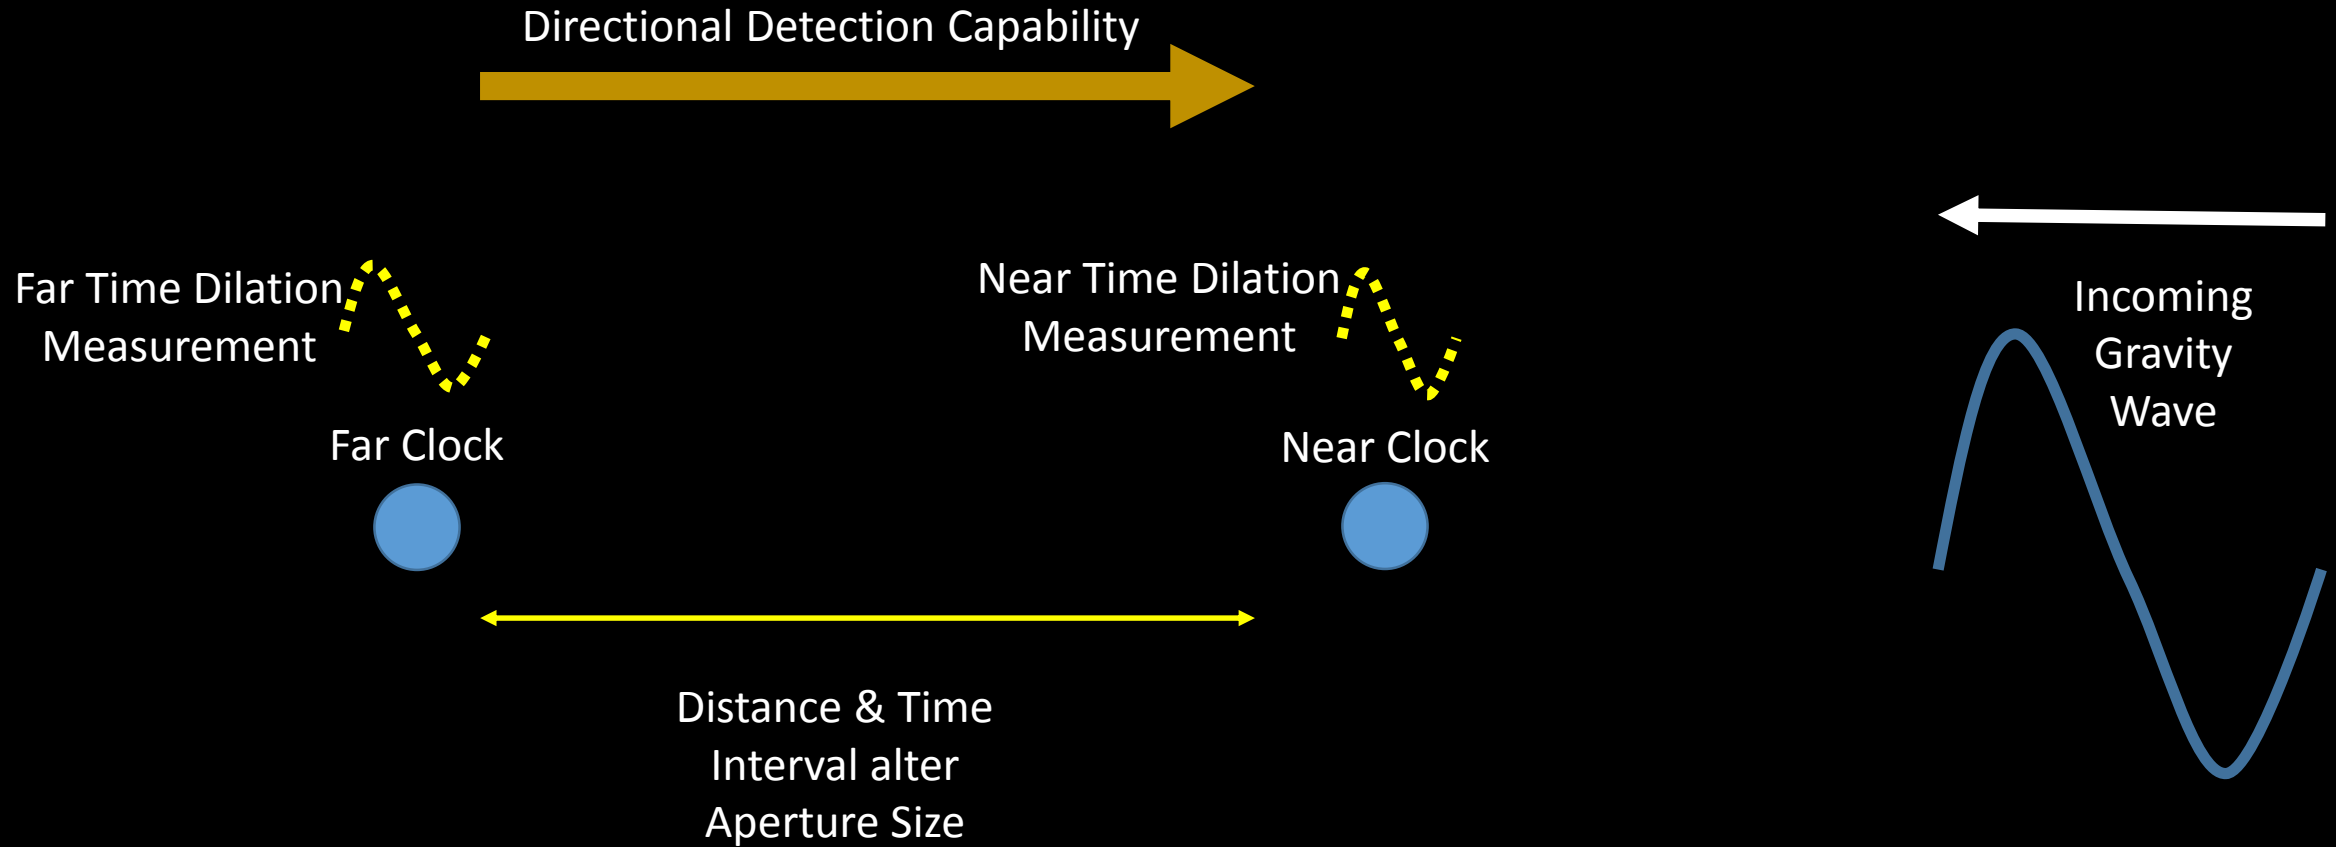 Directional Detection Capability
Far Time Dilation
Measurement
Near Time Dilation
Measurement
Incoming
Gravity
Wave
Far Clock
Near Clock
Distance & Time
Interval alter
Aperture Size